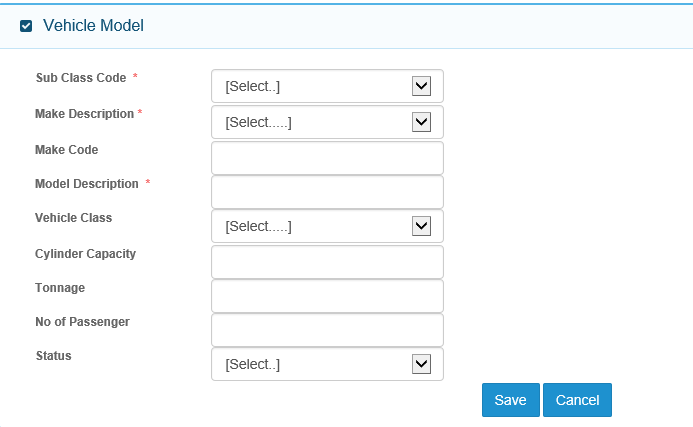 Vehicle Model
Sub Class Code * [Select..]
Make Description * [Select.....]
Make Code
Model Description *
Vehicle Class [Select.....]
Cylinder Capacity
Tonnage
No of Passenger
Status [Select..]
Save Cancel